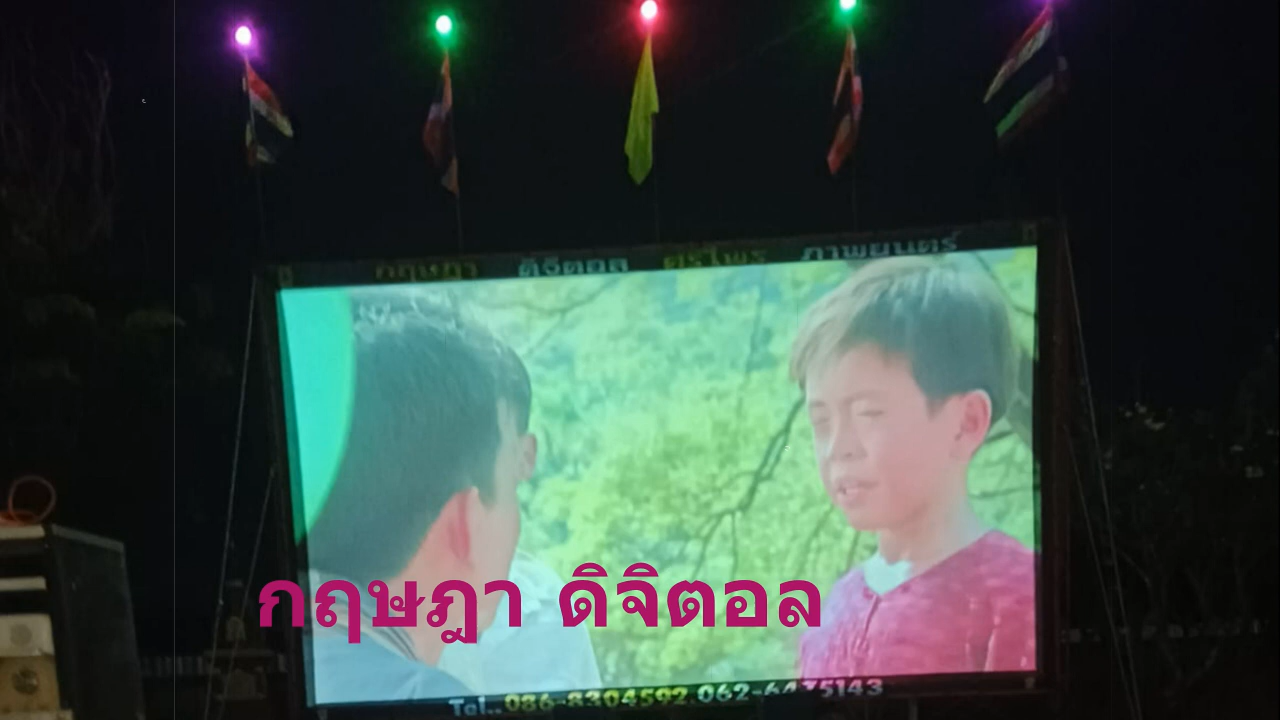 กฤษฎา ดิจิตอล ศรีไพร ภาพยนตร์
กฤษฎา ดิจิตอล
Tel..086-8304592.062-6475143